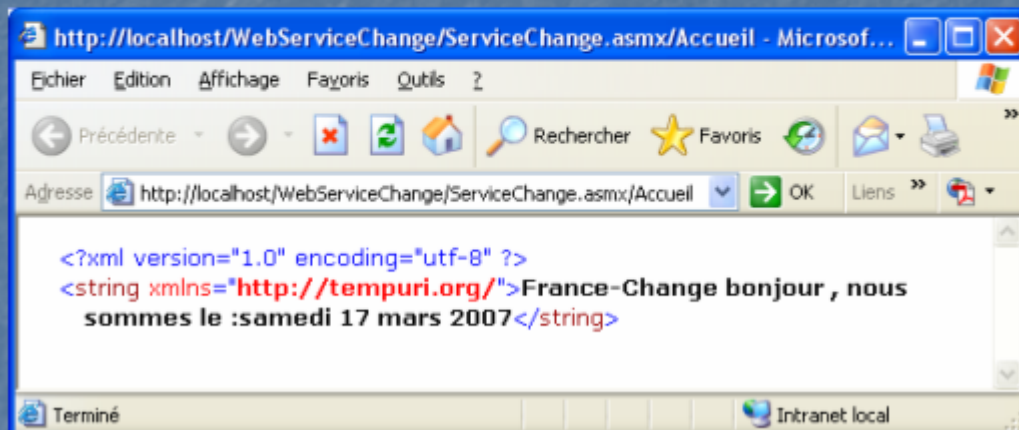 http://localhost/WebServiceChange/ServiceChange.asmx/Accueil - Microsof...
Fichier Edition Affichage Favoris Outils ?
Précédente Rechercher Favoris »
Adresse http://localhost/WebServiceChange/ServiceChange.asmx/Accueil OK Liens »
<?xml version="1.0" encoding="utf-8" ?>
<string xmlns="http://tempuri.org/">France-Change bonjour , nous
sommes le :samedi 17 mars 2007</string>
Terminé Intranet local